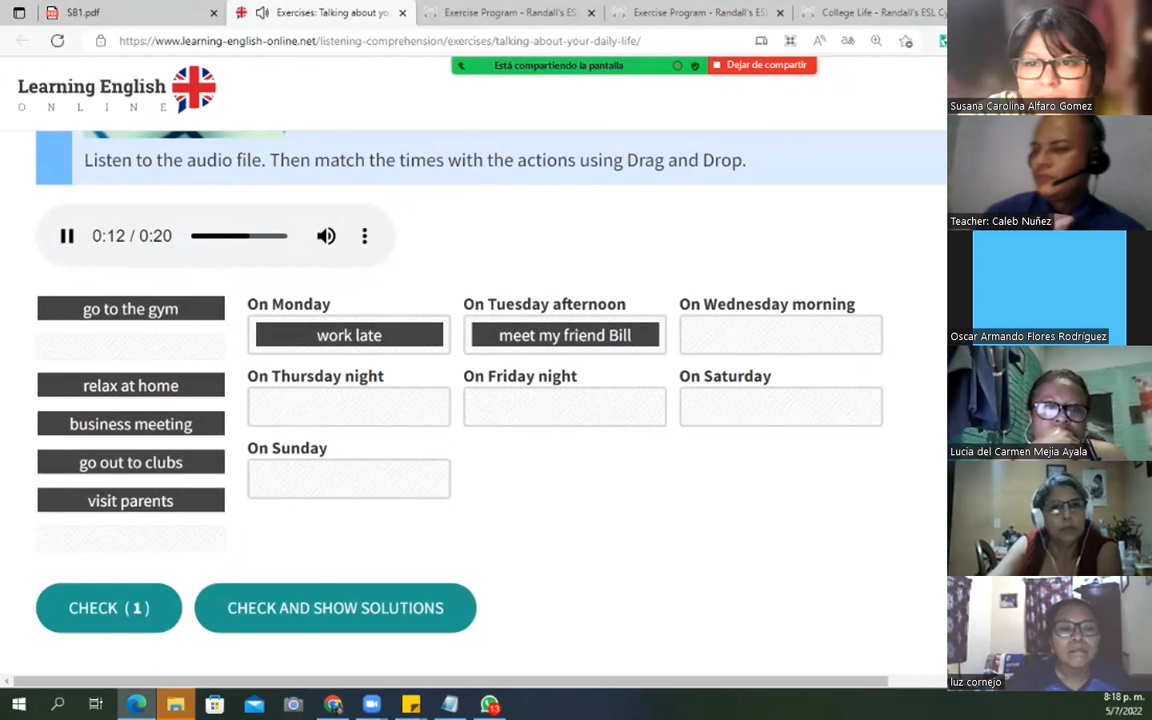 SB1.pdf
Exercises: Talking about yo
Exercise Program - Randall's ESL
Exercise Program - Randall's ESL
College Life - Randall's ESL Cy
https://www.learning-english-online.net/listening-comprehension/exercises/talking-about-your-daily-life/
Está compartiendo la pantalla
Dejar de compartir
Learning English
ONLINE
Listen to the audio file. Then match the times with the actions using Drag and Drop.
0:12 / 0:20
go to the gym
relax at home
business meeting
go out to clubs
visit parents
On Monday
On Tuesday afternoon
On Wednesday morning
work late
meet my friend Bill
On Thursday night
On Friday night
On Saturday
On Sunday
CHECK ( 1 )
CHECK AND SHOW SOLUTIONS
Susana Carolina Alfaro Gomez
Teacher: Caleb Nuñez
Oscar Armando Flores Rodríguez
Lucia del Carmen Mejia Ayala
luz cornejo
13
8:18 p. m.
5/7/2022